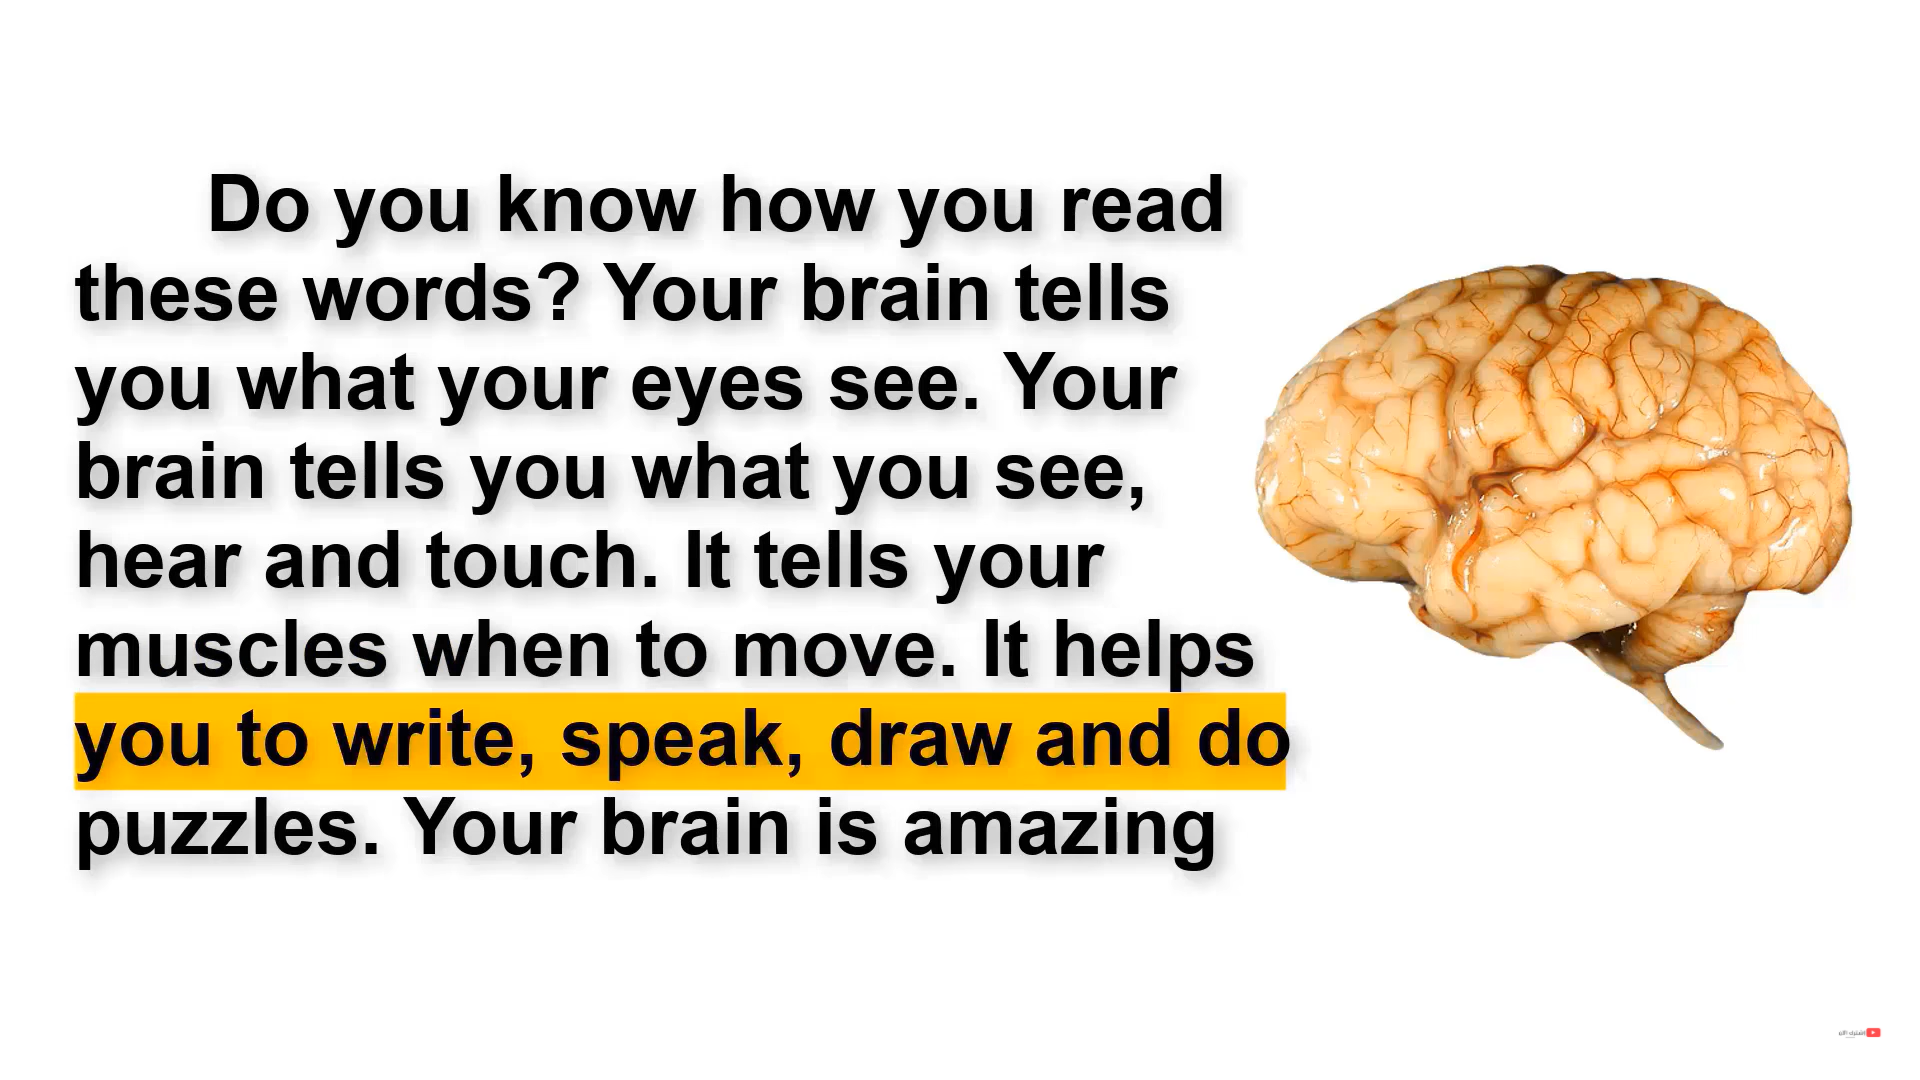 Do you know how you read
these words? Your brain tells
you what your eyes see. Your
brain tells you what you see,
hear and touch. It tells your
muscles when to move. It helps
you to write, speak, draw and do
puzzles. Your brain is amazing